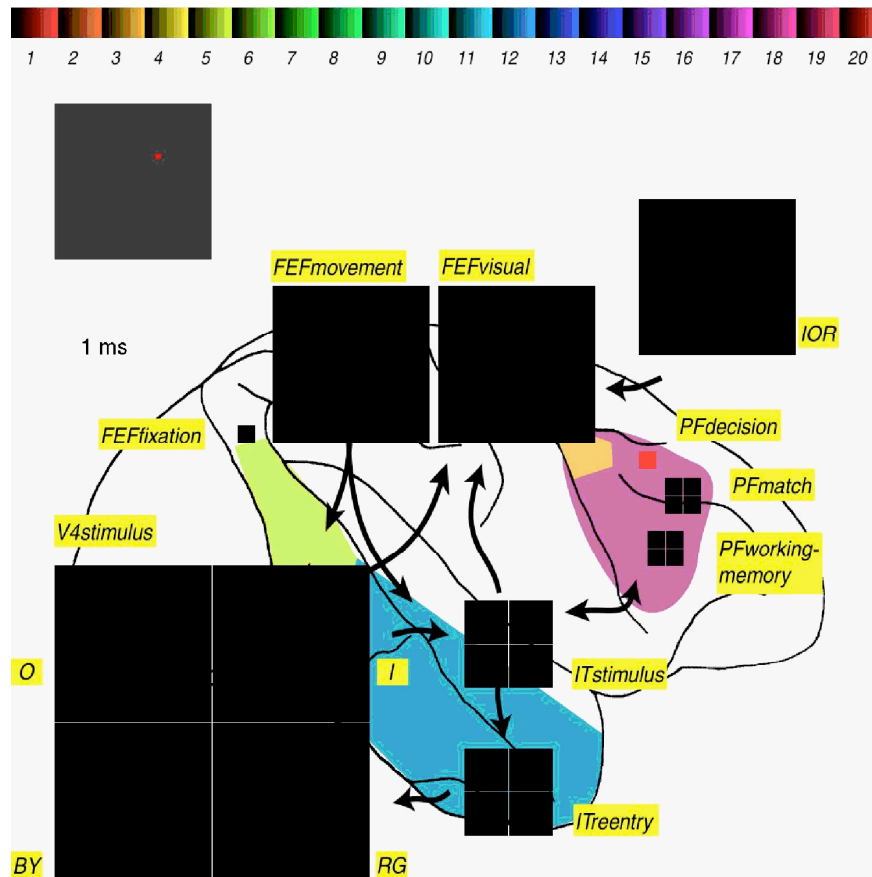 1 2 3 4 5 6 7 8 9 10 11 12 13 14 15 16 17 18 19 20
FEFmovement
FEFvisual
IOR
1 ms
FEFfixation
PFdecision
PFmatch
V4stimulus
PFworking-
memory
O
I
ITstimulus
ITreentry
BY
RG